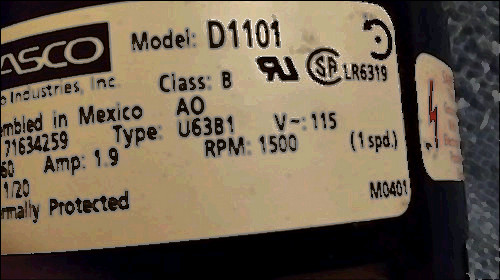 ASCO
Model: D1101
o Industries, Inc. Class: B LR6319
mbled in Mexico AO
71634259 Type: U63B1 V~: 115
60 Amp: 1.9 RPM: 1500 (1 spd.)
1/20
rmally Protected M0401